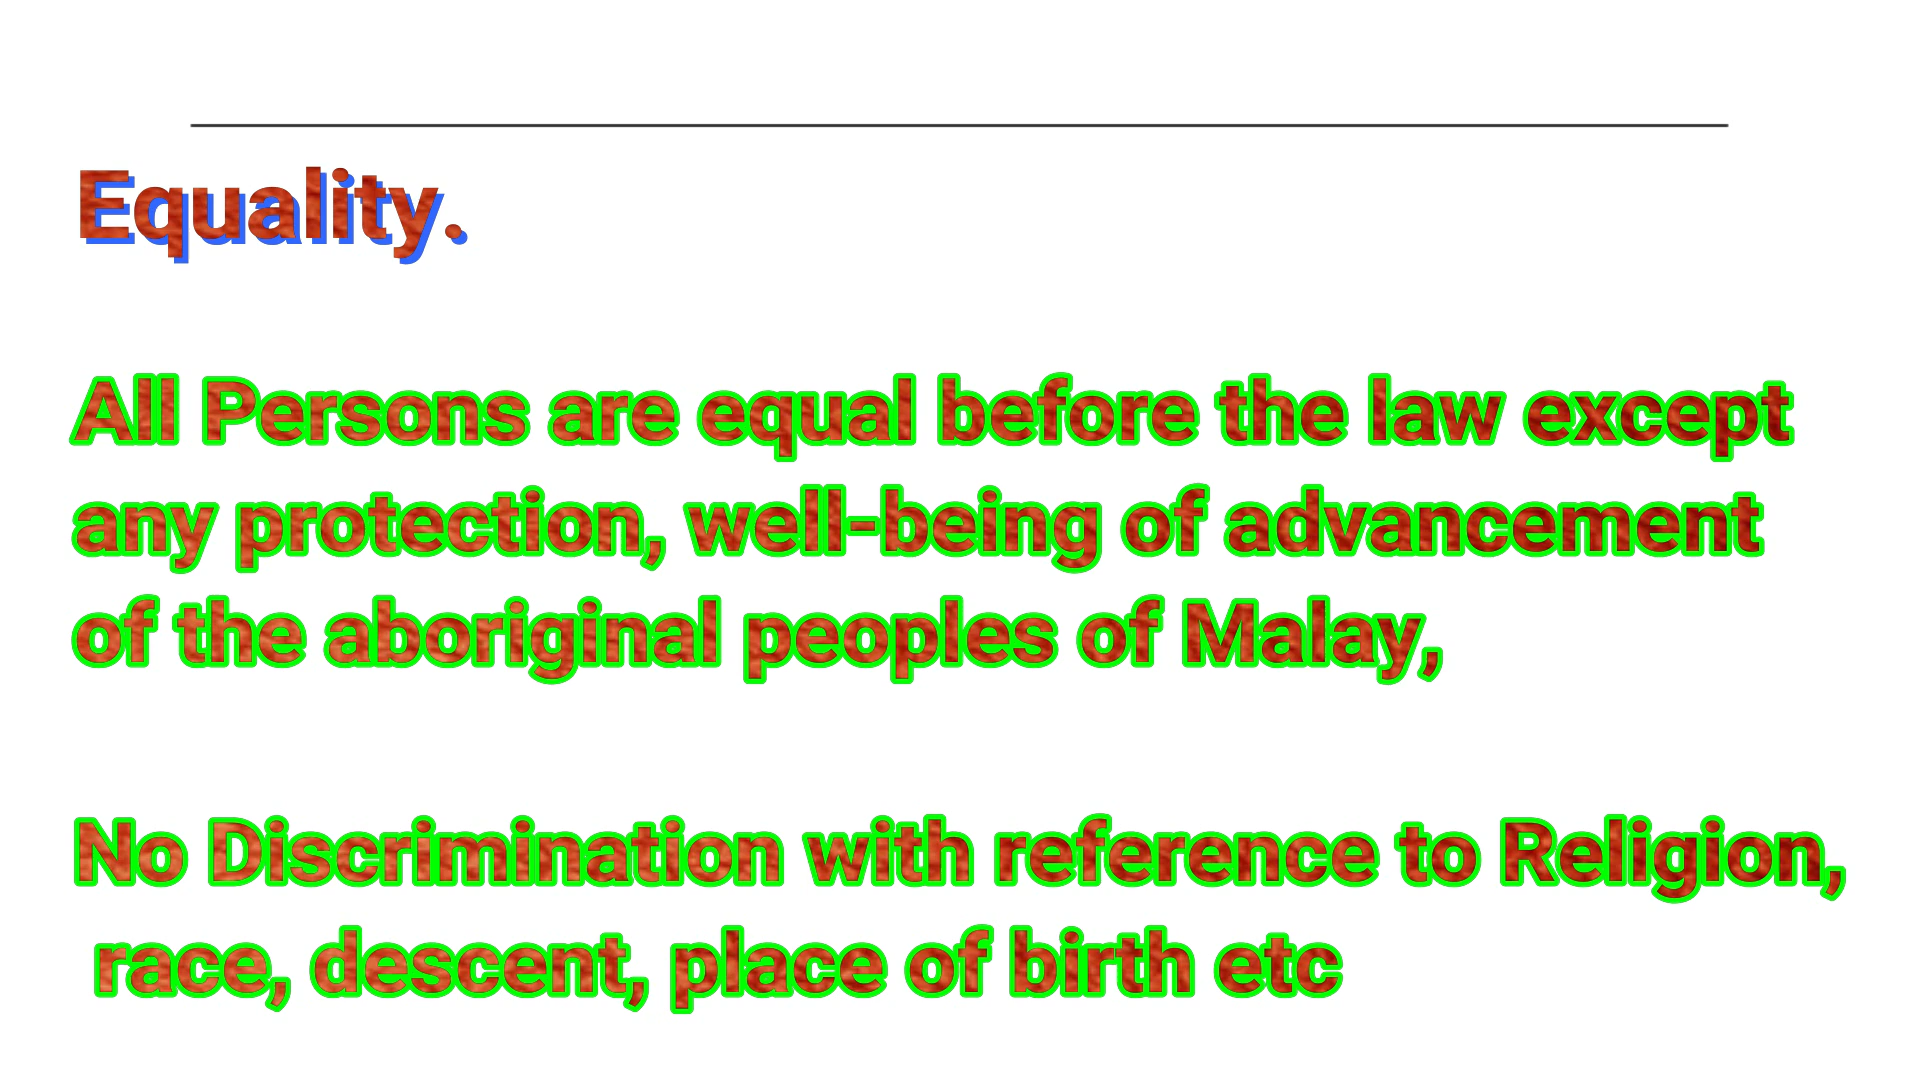 Equality.
All Persons are equal before the law except
any protection, well-being of advancement
of the aboriginal peoples of Malay,
No Discrimination with reference to Religion,
race, descent, place of birth etc